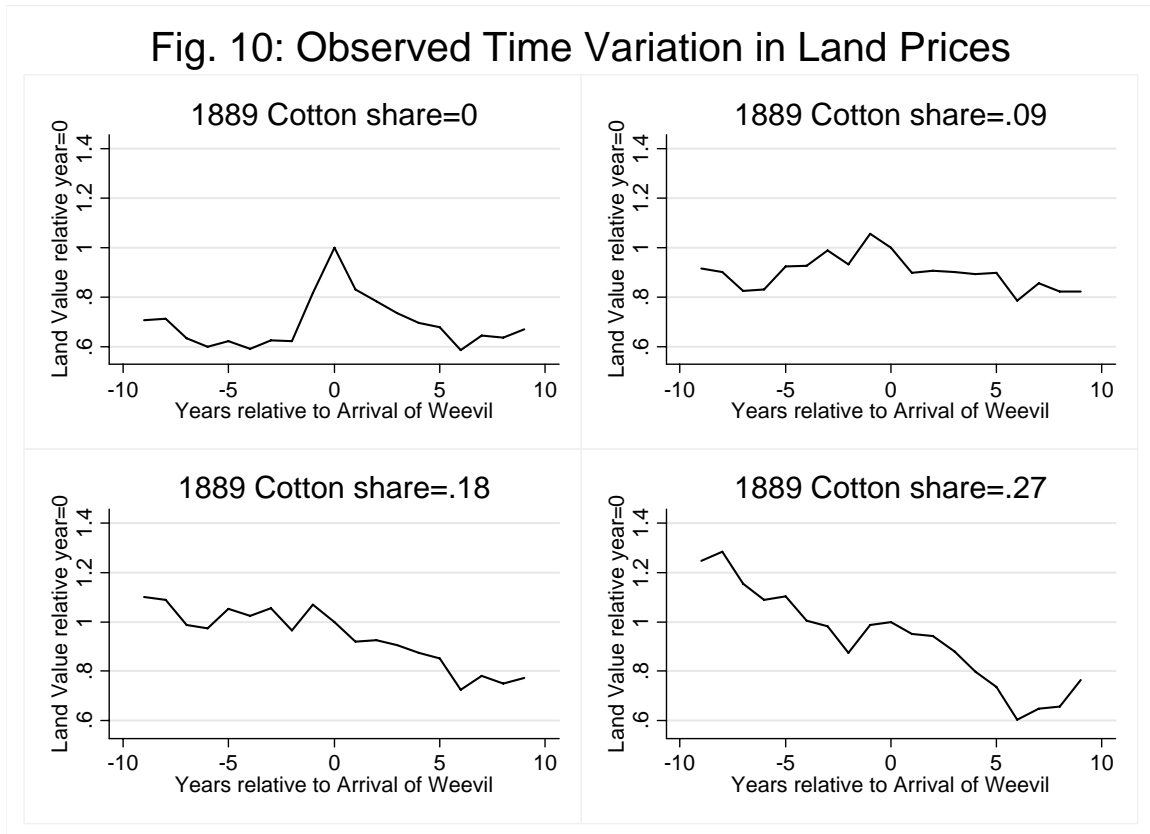 Fig. 10: Observed Time Variation in Land Prices
1889 Cotton share=0
Land Value relative year=0
1.4
1.2
1
.8
.6
-10 -5 0 5 10
Years relative to Arrival of Weevil
1889 Cotton share=.09
Land Value relative year=0
1.4
1.2
1
.8
.6
-10 -5 0 5 10
Years relative to Arrival of Weevil
1889 Cotton share=.18
Land Value relative year=0
1.4
1.2
1
.8
.6
-10 -5 0 5 10
Years relative to Arrival of Weevil
1889 Cotton share=.27
Land Value relative year=0
1.4
1.2
1
.8
.6
-10 -5 0 5 10
Years relative to Arrival of Weevil